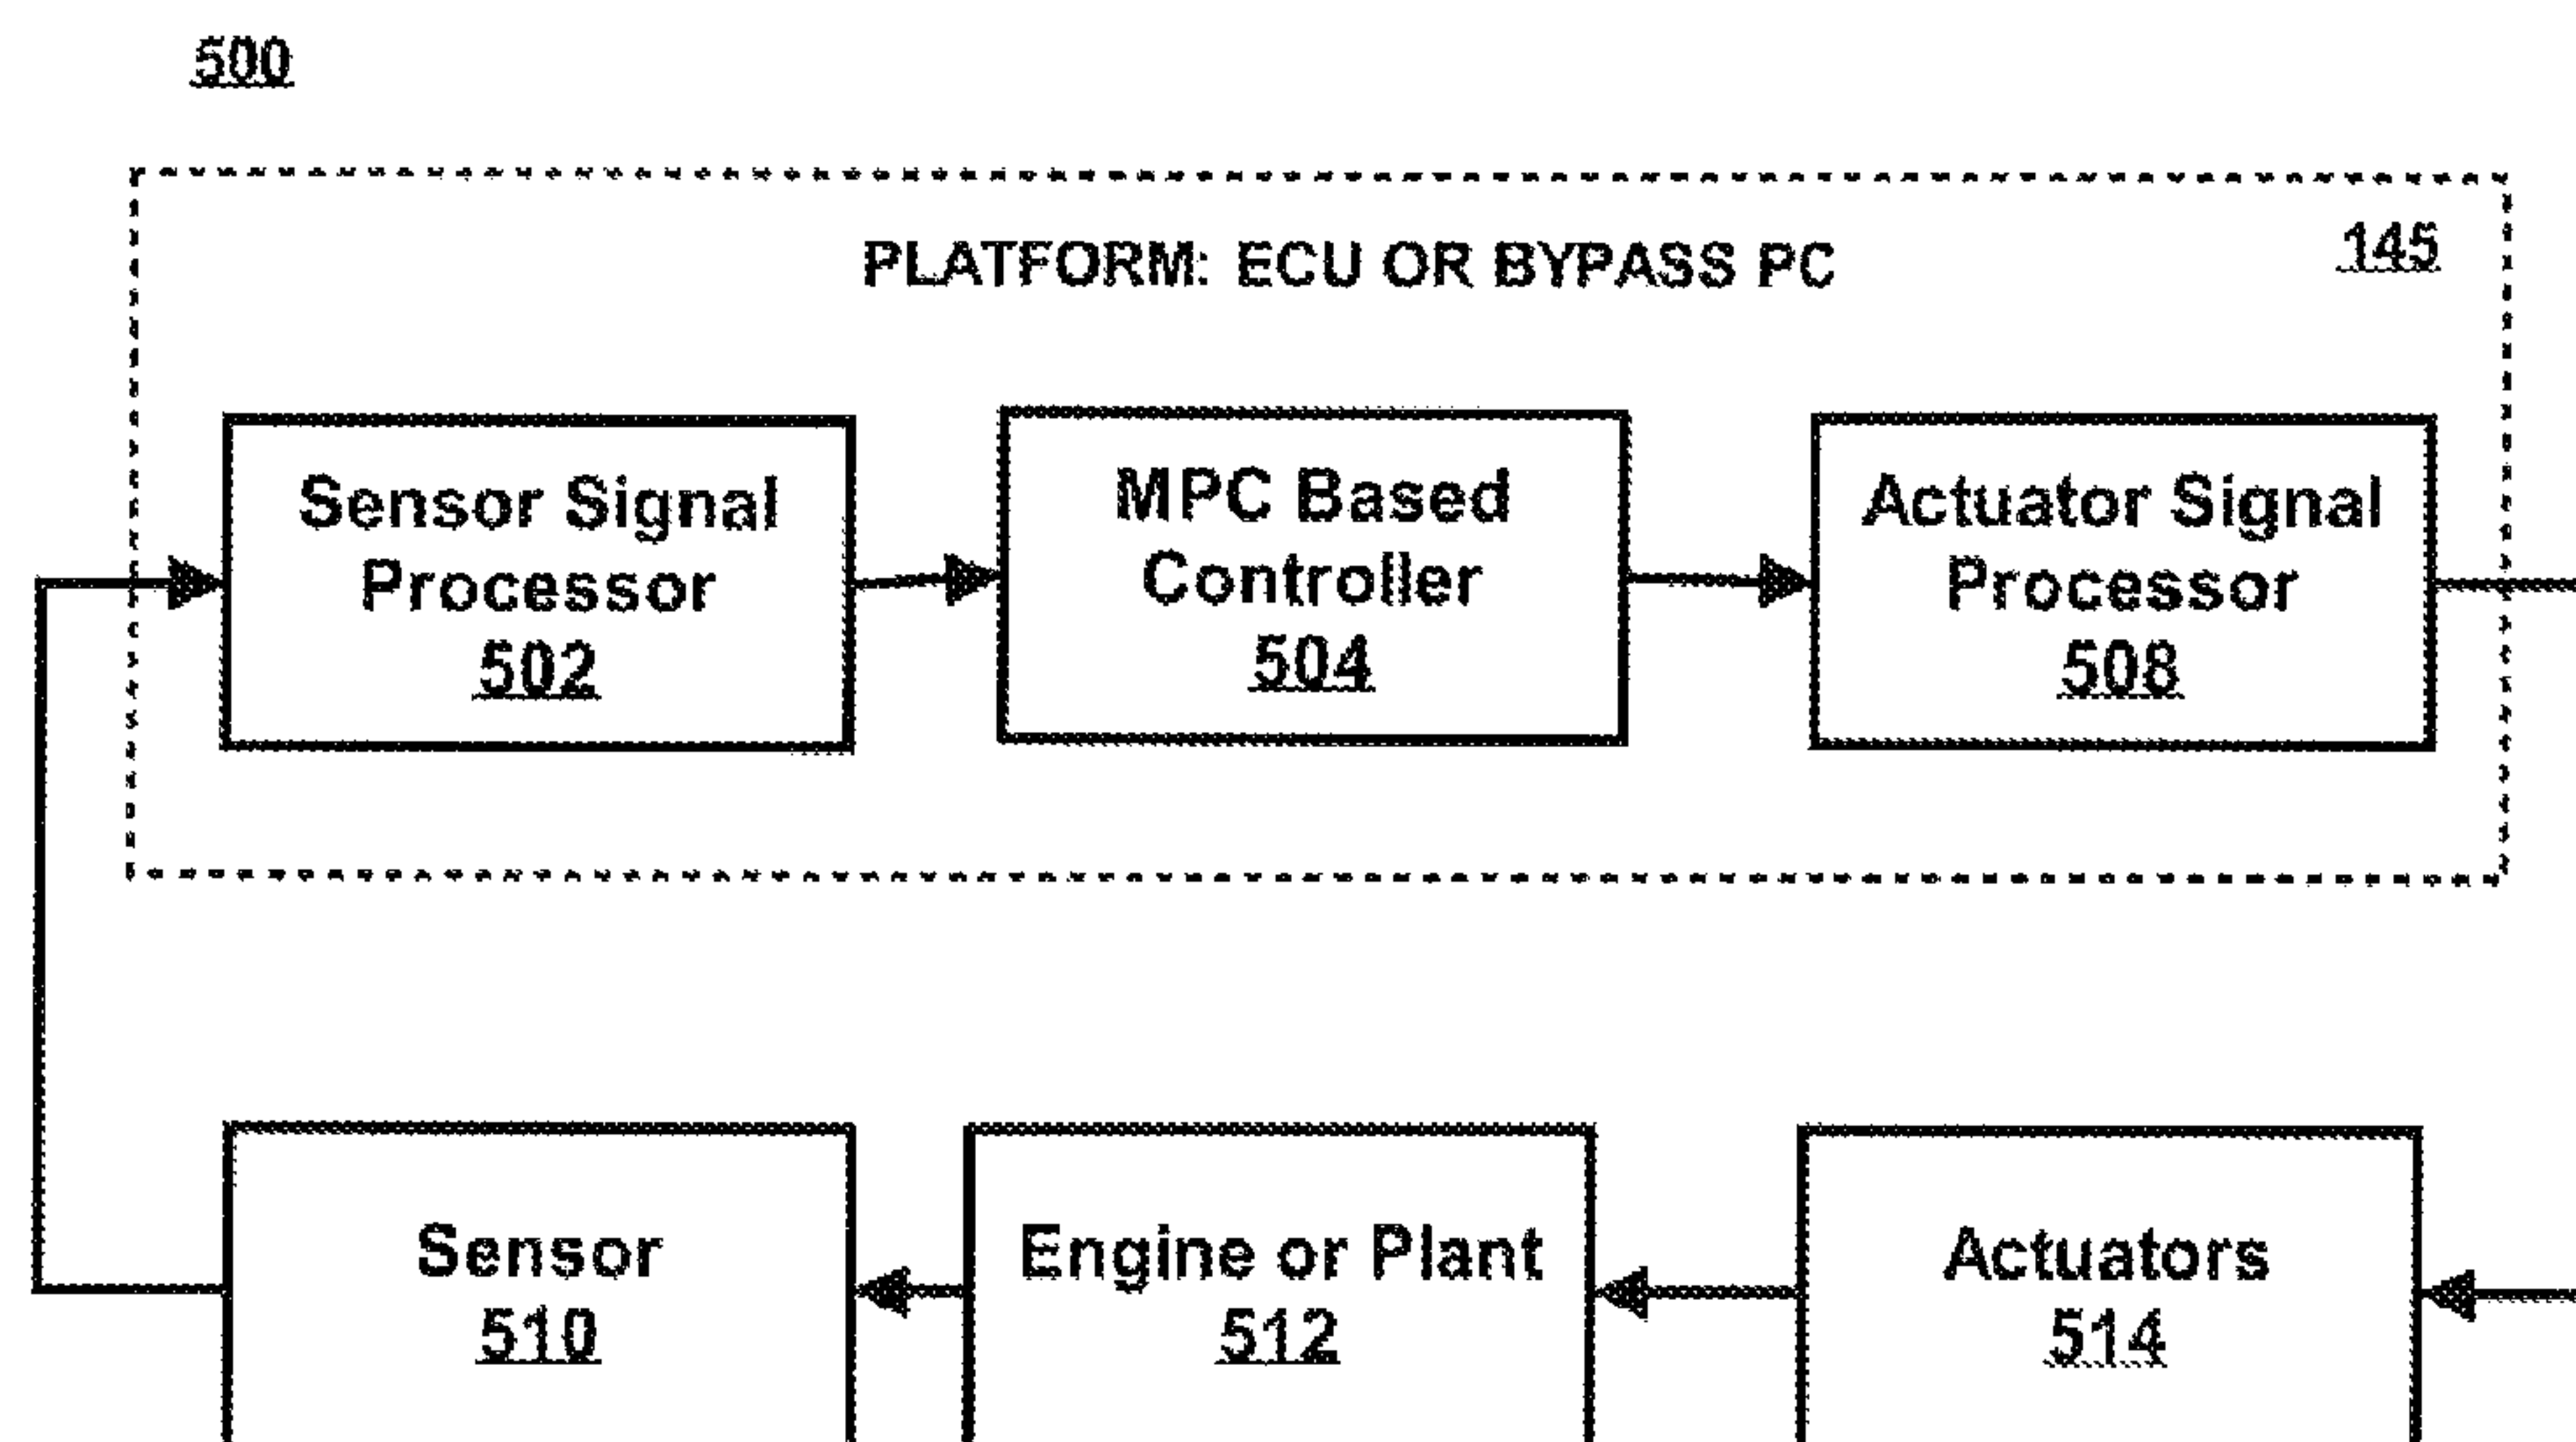 500
PLATFORM: ECU OR BYPASS PC
145
Sensor Signal
Processor
502
MPC Based
Controller
504
Actuator Signal
Processor
508
Sensor
510
Engine or Plant
512
Actuators
514